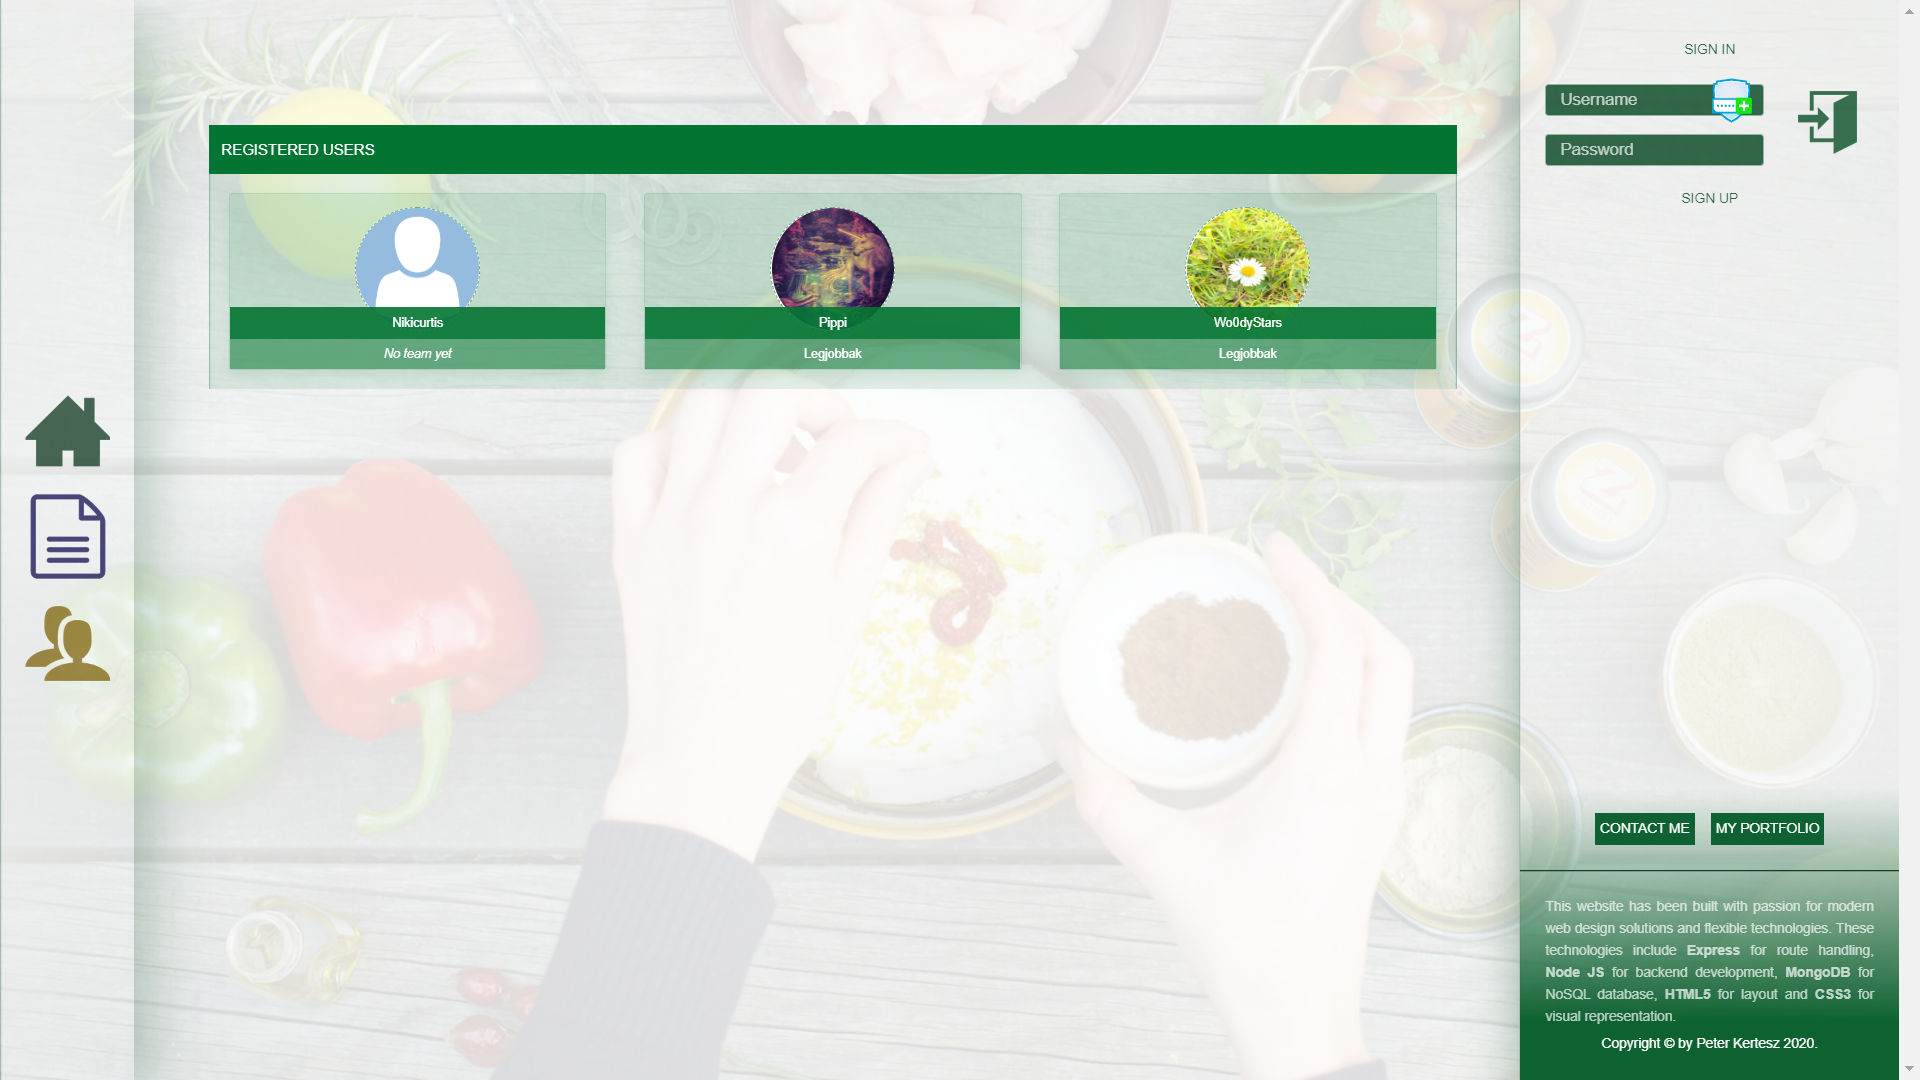 SIGN IN
Username
Password
SIGN UP
REGISTERED USERS
Nikicurtis
No team yet
Pippi
Legjobbak
Wo0dyStars
Legjobbak
CONTACT ME
MY PORTFOLIO
This website has been built with passion for modern
web design solutions and flexible technologies. These
technologies include Express for route handling,
Node JS for backend development, MongoDB for
NoSQL database, HTML5 for layout and CSS3 for
visual representation.
Copyright © by Peter Kertesz 2020.